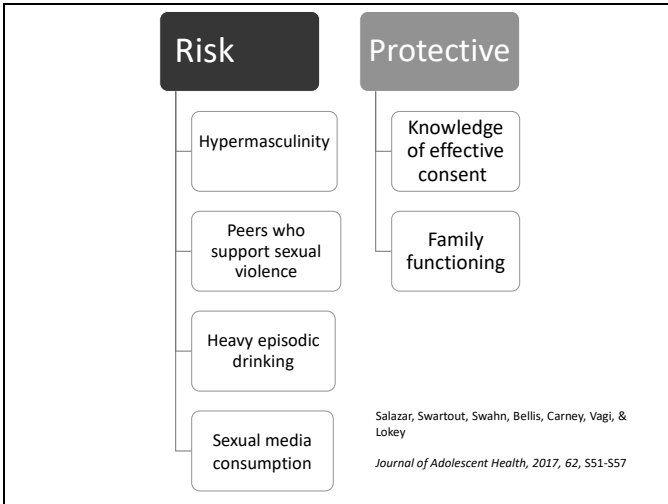 Risk
Hypermasculinity
Peers who
support sexual
violence
Heavy episodic
drinking
Sexual media
consumption
Protective
Knowledge
of effective
consent
Family
functioning
Salazar, Swartout, Swahn, Bellis, Carney, Vagi, &
Lokey
Journal of Adolescent Health, 2017, 62, S51-S57